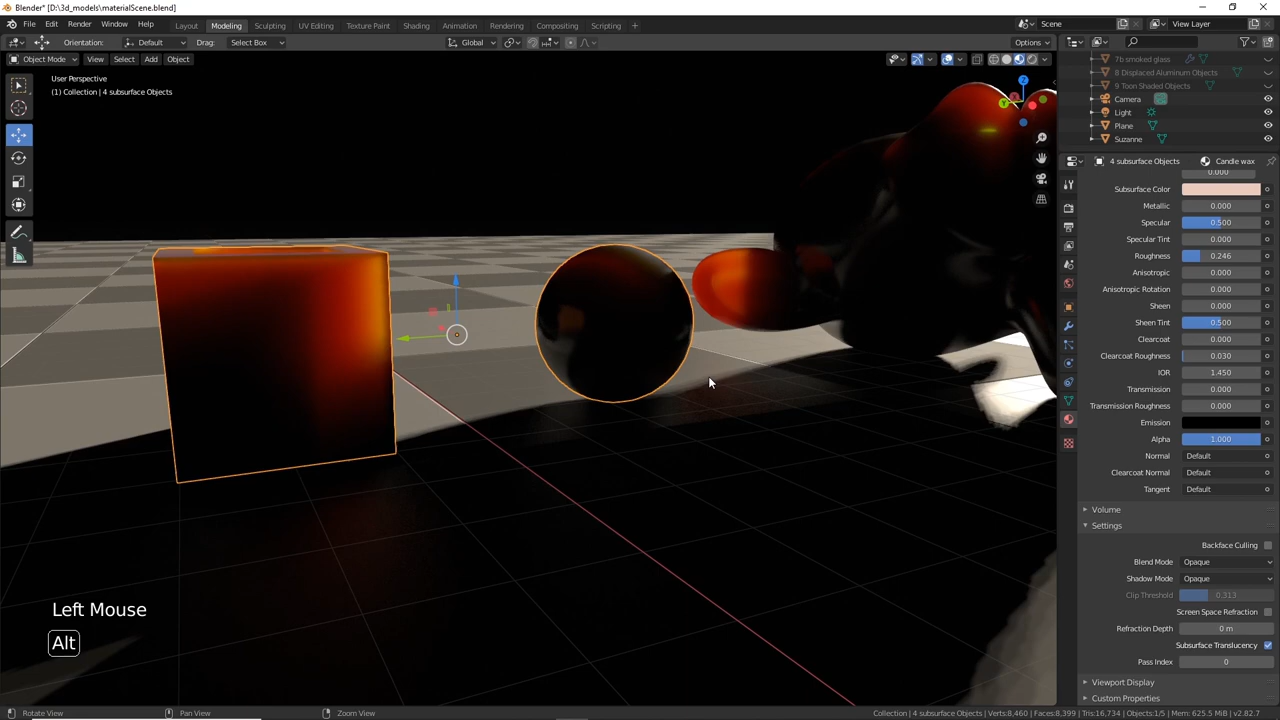 Blender* [D:\3d_models\materialScene.blend]
File Edit Render Window Help
Layout Modeling Sculpting UV Editing Texture Paint Shading Animation Rendering Compositing Scripting +
Scene View Layer
Orientation: Default Drag: Select Box Global Options
Object Mode View Select Add Object
User Perspective
(1) Collection | 4 subsurface Objects
7b smoked glass
8 Displaced Aluminum Objects
9 Toon Shaded Objects
Camera
Light
Plane
Suzanne
4 subsurface Objects Candle wax
0.000
Subsurface Color
Metallic 0.000
Specular 0.500
Specular Tint 0.000
Roughness 0.246
Anisotropic 0.000
Anisotropic Rotation 0.000
Sheen 0.000
Sheen Tint 0.500
Clearcoat 0.000
Clearcoat Roughness 0.030
IOR 1.450
Transmission 0.000
Transmission Roughness 0.000
Emission
Alpha 1.000
Normal Default
Clearcoat Normal Default
Tangent Default
Volume
Settings
Backface Culling
Blend Mode Opaque
Shadow Mode Opaque
Clip Threshold 0.313
Screen Space Refraction
Refraction Depth 0 m
Subsurface Translucency
Pass Index 0
Viewport Display
Custom Properties
Left Mouse
Alt
Rotate View Pan View Zoom View Collection | 4 subsurface Objects | Verts:8,460 | Faces:8,399 | Tris:16,734 | Objects:1/5 | Mem: 625.5 MiB | v2.82.7